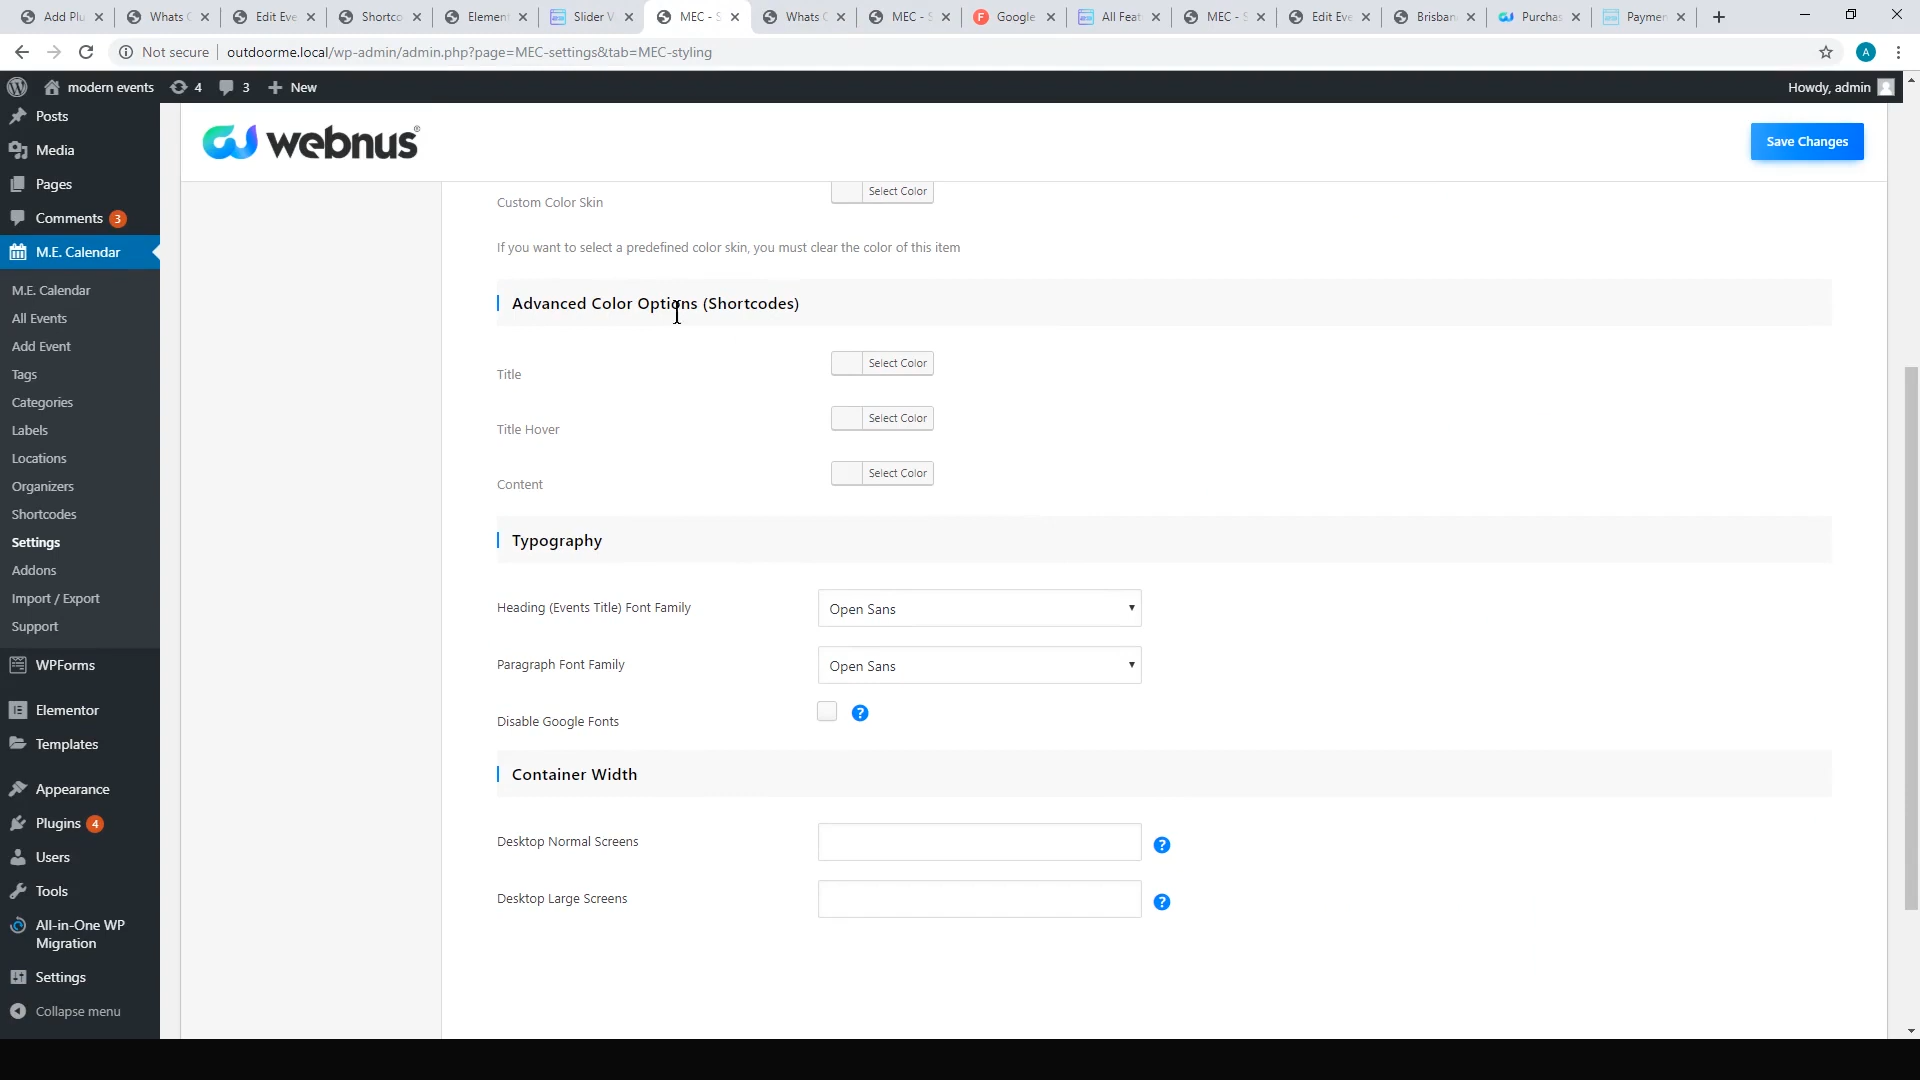 Add Plu
Whats C
Edit Eve
Shortco
Elemen
Slider V
MEC - S
Whats C
MEC - S
Google
All Feat
MEC - S
Edit Eve
Brisban
Purchas
Paymen
Not secure
outdoorme.local/wp-admin/admin.php?page=MEC-settings&tab=MEC-styling
A
modern events
4
3
New
Howdy, admin
Posts
Media
Pages
Comments 3
M.E. Calendar
M.E. Calendar
All Events
Add Event
Tags
Categories
Labels
Locations
Organizers
Shortcodes
Settings
Addons
Import / Export
Support
WPForms
Elementor
Templates
Appearance
Plugins 4
Users
Tools
All-in-One WP
Migration
Settings
Collapse menu
webnus®
Save Changes
Custom Color Skin
Select Color
If you want to select a predefined color skin, you must clear the color of this item
Advanced Color Options (Shortcodes)
Title
Select Color
Title Hover
Select Color
Content
Select Color
Typography
Heading (Events Title) Font Family
Open Sans
Paragraph Font Family
Open Sans
Disable Google Fonts
?
Container Width
Desktop Normal Screens
?
Desktop Large Screens
?